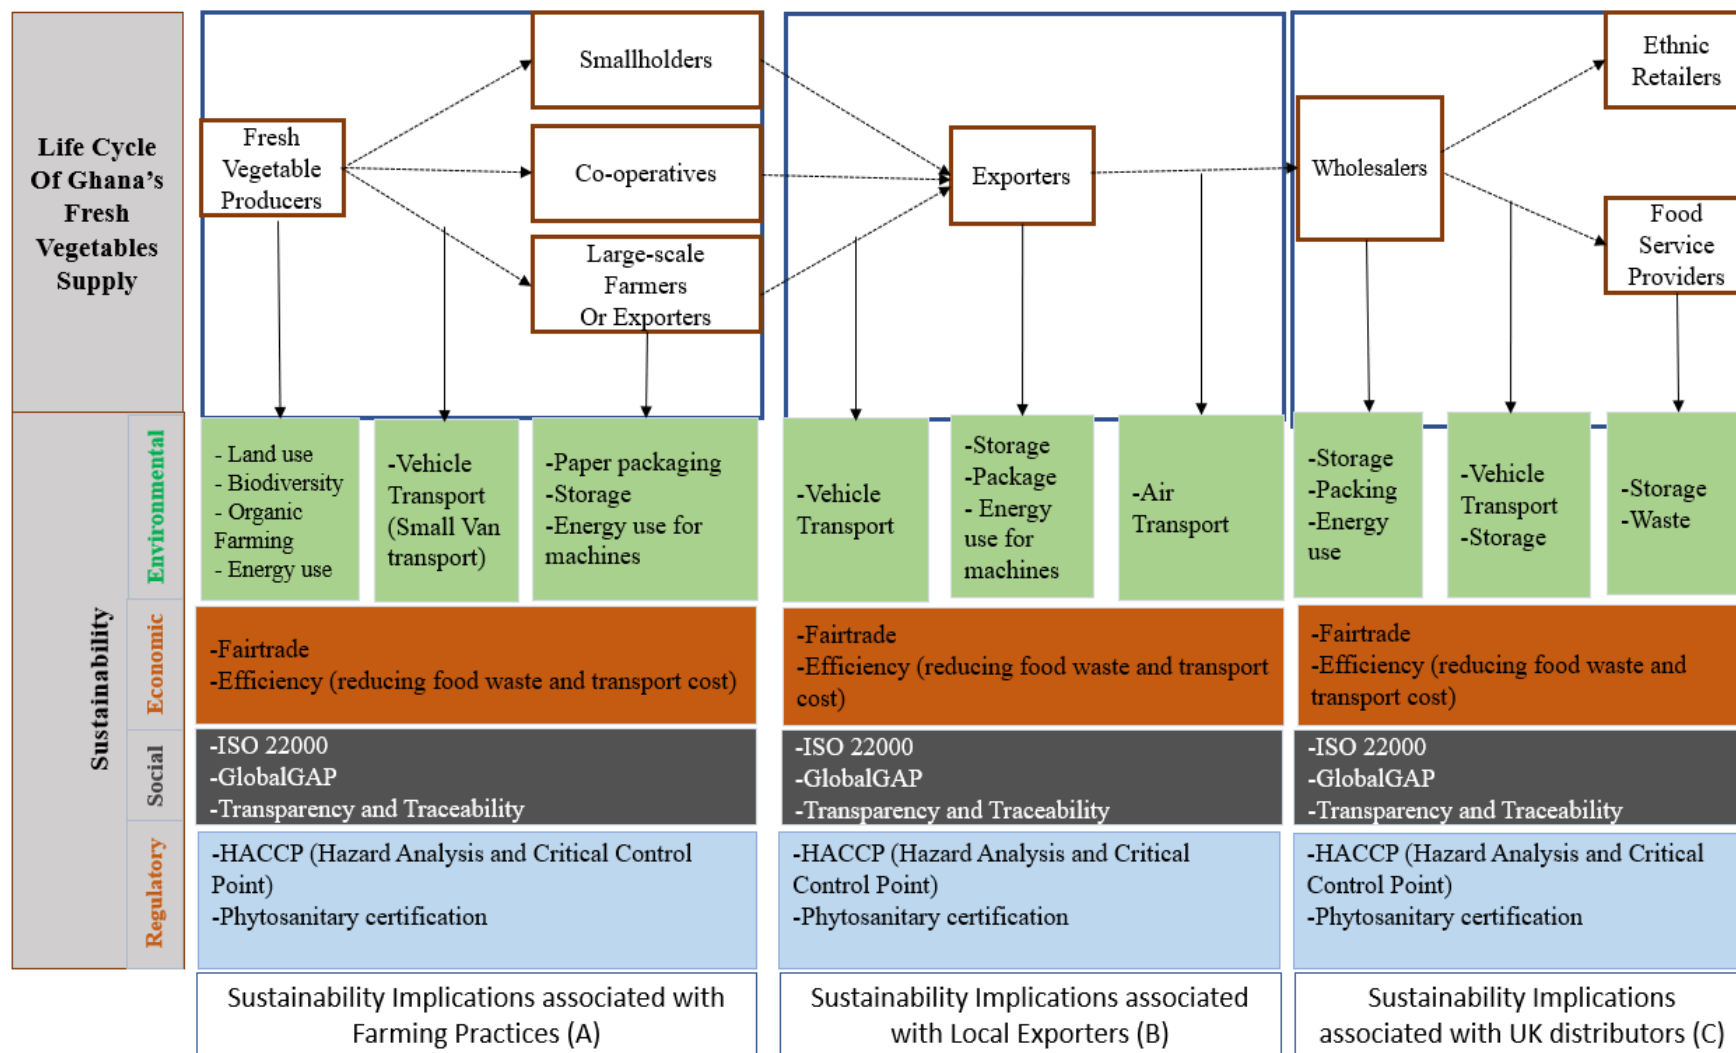 Life Cycle
Of Ghana's
Fresh
Vegetables
Supply
Fresh
Vegetable
Producers
Smallholders
Co-operatives
Large-scale
Farmers
Or Exporters
Exporters
Wholesalers
Ethnic
Retailers
Food
Service
Providers
Sustainability
Environmental
- Land use
- Biodiversity
- Organic
Farming
- Energy use
-Vehicle
Transport
(Small Van
transport)
-Paper packaging
-Storage
-Energy use for
machines
-Vehicle
Transport
-Storage
-Package
- Energy
use for
machines
-Air
Transport
-Storage
-Packing
-Energy
use
-Vehicle
Transport
-Storage
-Storage
-Waste
Economic
-Fairtrade
-Efficiency (reducing food waste and transport cost)
-Fairtrade
-Efficiency (reducing food waste and transport
cost)
-Fairtrade
-Efficiency (reducing food waste and
transport cost)
Social
-ISO 22000
-GlobalGAP
-Transparency and Traceability
-ISO 22000
-GlobalGAP
-Transparency and Traceability
-ISO 22000
-GlobalGAP
-Transparency and Traceability
Regulatory
-HACCP (Hazard Analysis and Critical Control
Point)
-Phytosanitary certification
-HACCP (Hazard Analysis and Critical
Control Point)
-Phytosanitary certification
-HACCP (Hazard Analysis and Critical
Control Point)
-Phytosanitary certification
Sustainability Implications associated with
Farming Practices (A)
Sustainability Implications associated
with Local Exporters (B)
Sustainability Implications
associated with UK distributors (C)